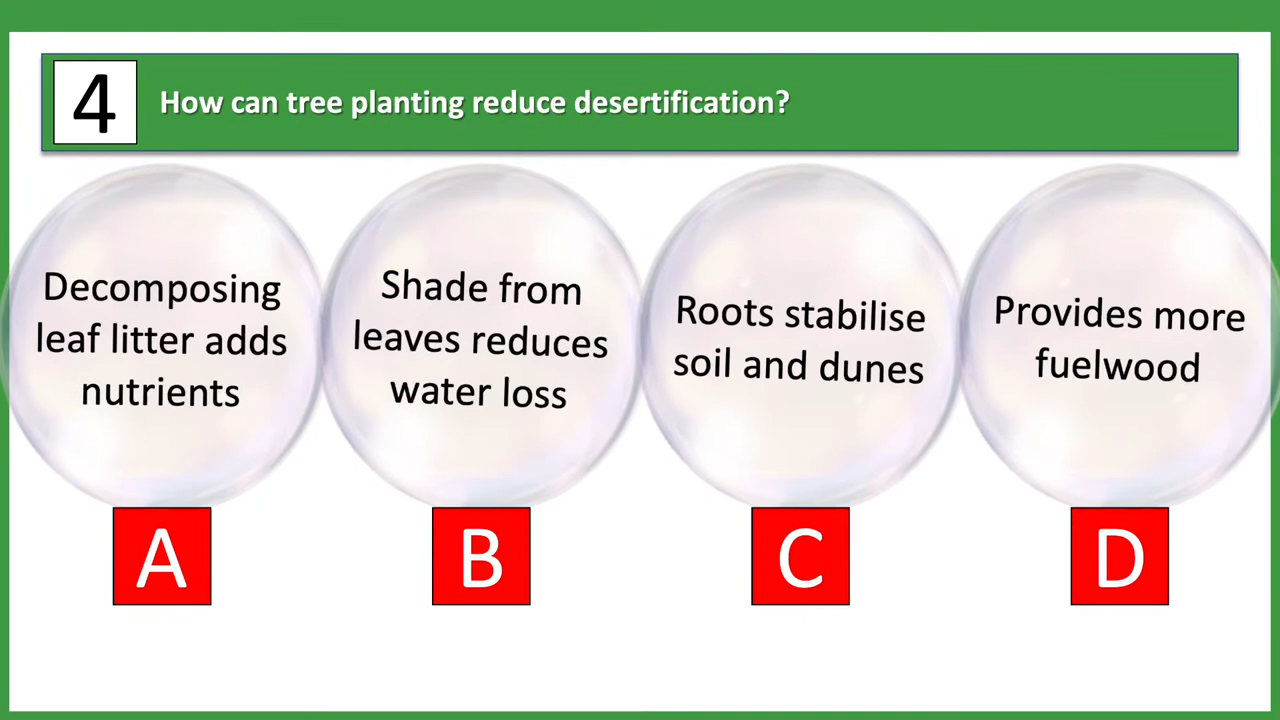 4
How can tree planting reduce desertification?
Decomposing
leaf litter adds
nutrients
Shade from
leaves reduces
water loss
Roots stabilise
soil and dunes
Provides more
fuelwood
A
B
C
D